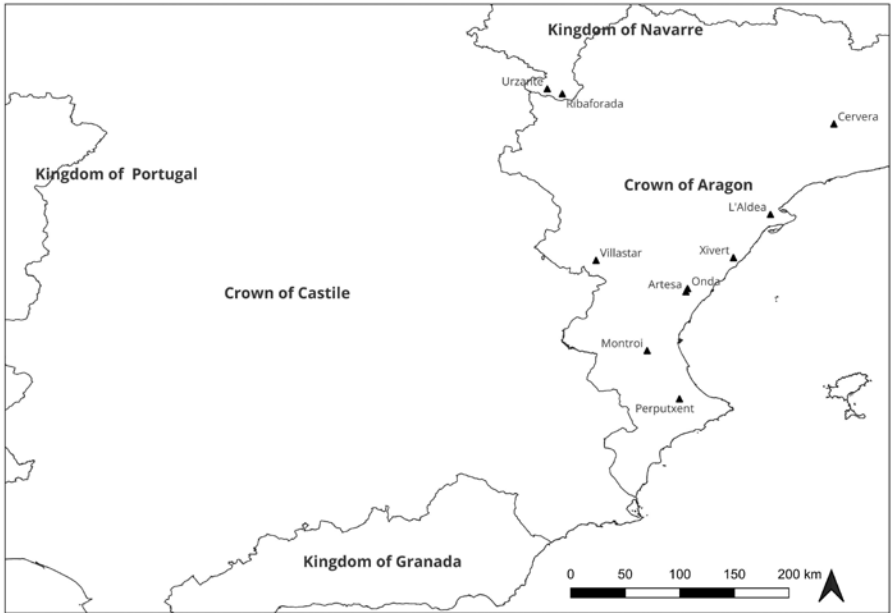 Kingdom of Navarre
Urzante
Ribaforada
Cervera
Kingdom of Portugal
Crown of Aragon
L'Aldea
Villastar
Xivert
Onda
Artesa
Crown of Castile
Montroi
Perputxent
Kingdom of Granada
0 50 100 150 200 km